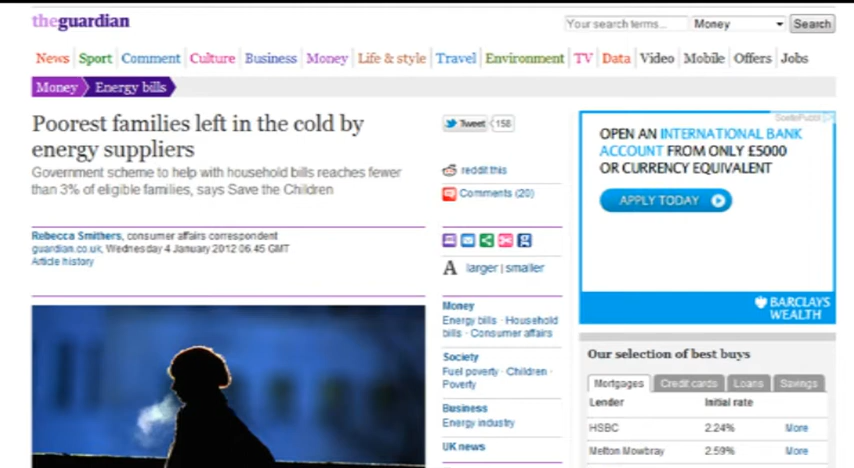 theguardian
Your search terms... Money Search
News Sport Comment Culture Business Money Life & style Travel Environment TV Data Video Mobile Offers Jobs
Money Energy bills
Poorest families left in the cold by
energy suppliers
Government scheme to help with household bills reaches fewer
than 3% of eligible families, says Save the Children
Rebecca Smithers, consumer affairs correspondent
guardian.co.uk, Wednesday 4 January 2012 06.45 GMT
Article history
Tweet 158
reddit this
Comments (20)
A larger | smaller
Money
Energy bills · Household
bills · Consumer affairs
Society
Fuel poverty · Children ·
Poverty
Business
Energy industry
UK news
OPEN AN INTERNATIONAL BANK
ACCOUNT FROM ONLY £5000
OR CURRENCY EQUIVALENT
APPLY TODAY
BARCLAYS
WEALTH
Our selection of best buys
Mortgages Credit cards Loans Savings
Lender Initial rate
HSBC 2.24% More
Melton Mowbray 2.59% More